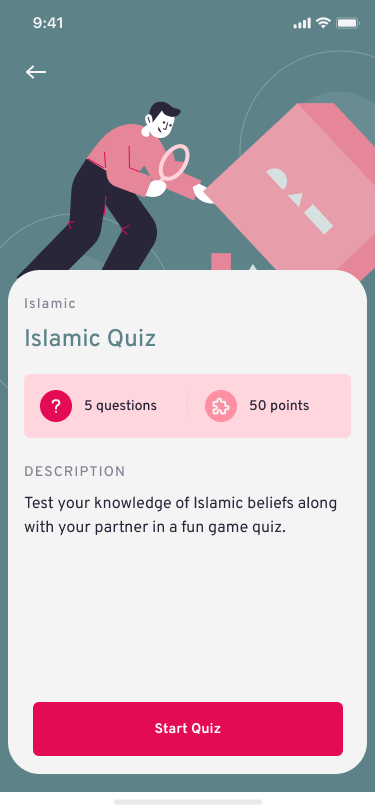 9:41
Islamic
Islamic Quiz
? 5 questions
50 points
DESCRIPTION
Test your knowledge of Islamic beliefs along
with your partner in a fun game quiz.
Start Quiz